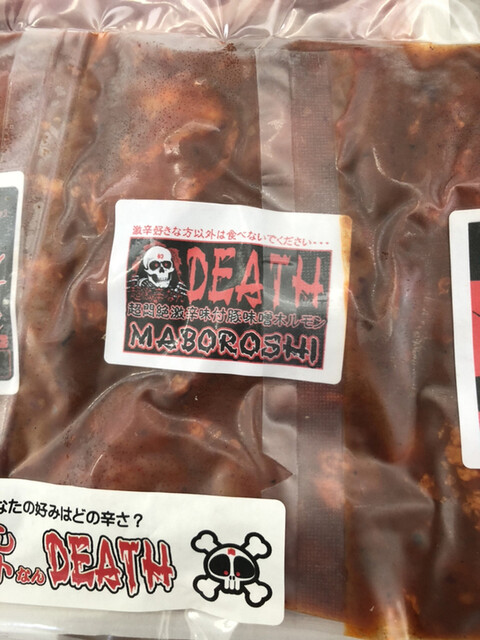 激辛好きな方以外は食べないでください・・・
DEATH
超悶絶激辛味付豚味噌ホルモン
MABOROSHI
なたの好みはどの辛さ？
なんDEATH